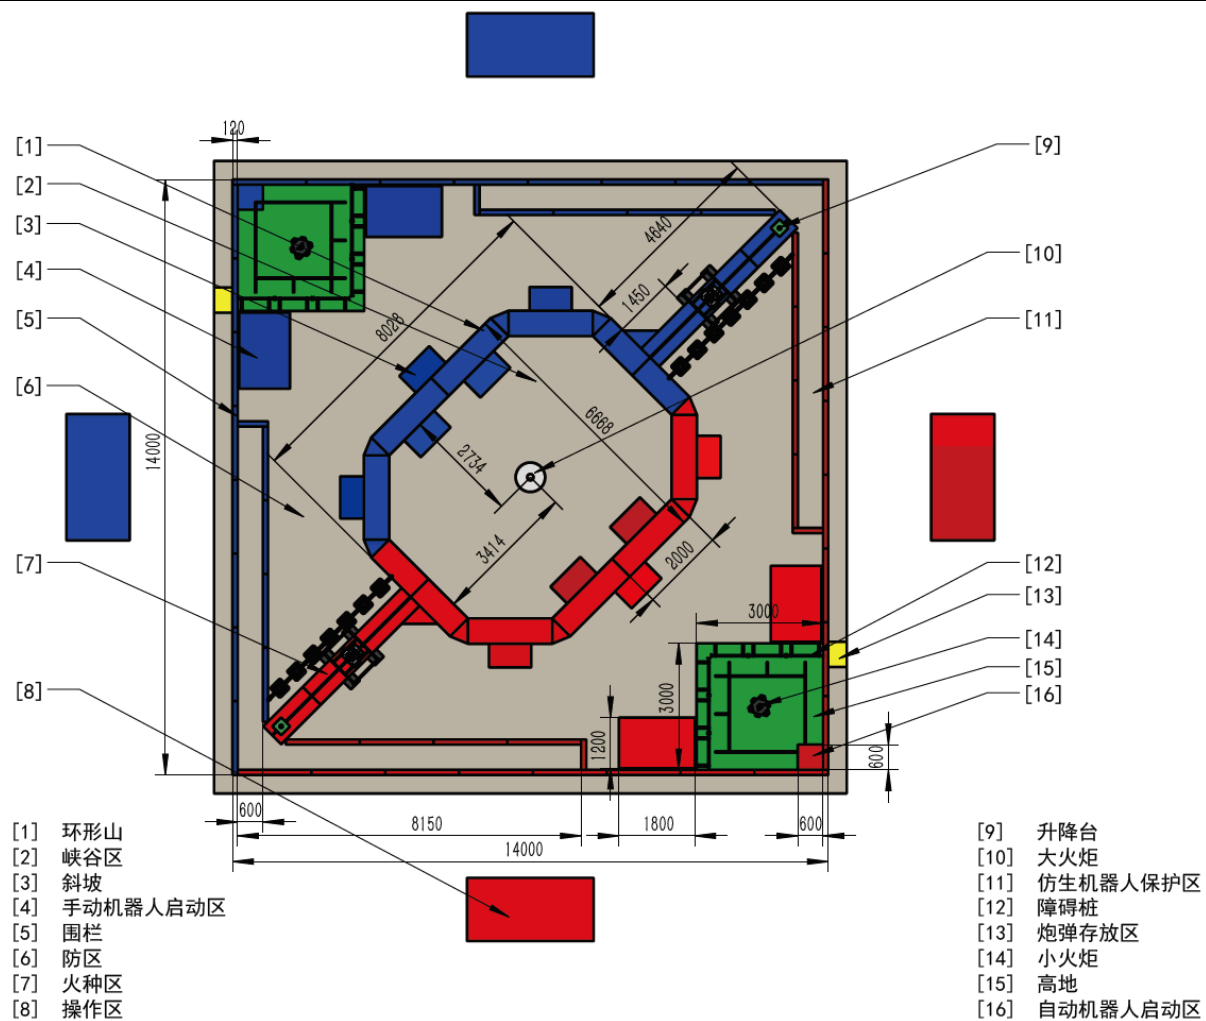 120
[1]
[2]
[3]
[4]
[5]
[6]
[7]
[8]
[9]
[10]
[11]
[12]
[13]
[14]
[15]
[16]
4640
1450
8028
6668
2734
3414
2000
14000
3000
3000
1200
600
600
8150
1800
600
14000
[1] 环形山
[2] 峡谷区
[3] 斜坡
[4] 手动机器人启动区
[5] 围栏
[6] 防区
[7] 火种区
[8] 操作区
[9] 升降台
[10] 大火炬
[11] 仿生机器人保护区
[12] 障碍桩
[13] 炮弹存放区
[14] 小火炬
[15] 高地
[16] 自动机器人启动区